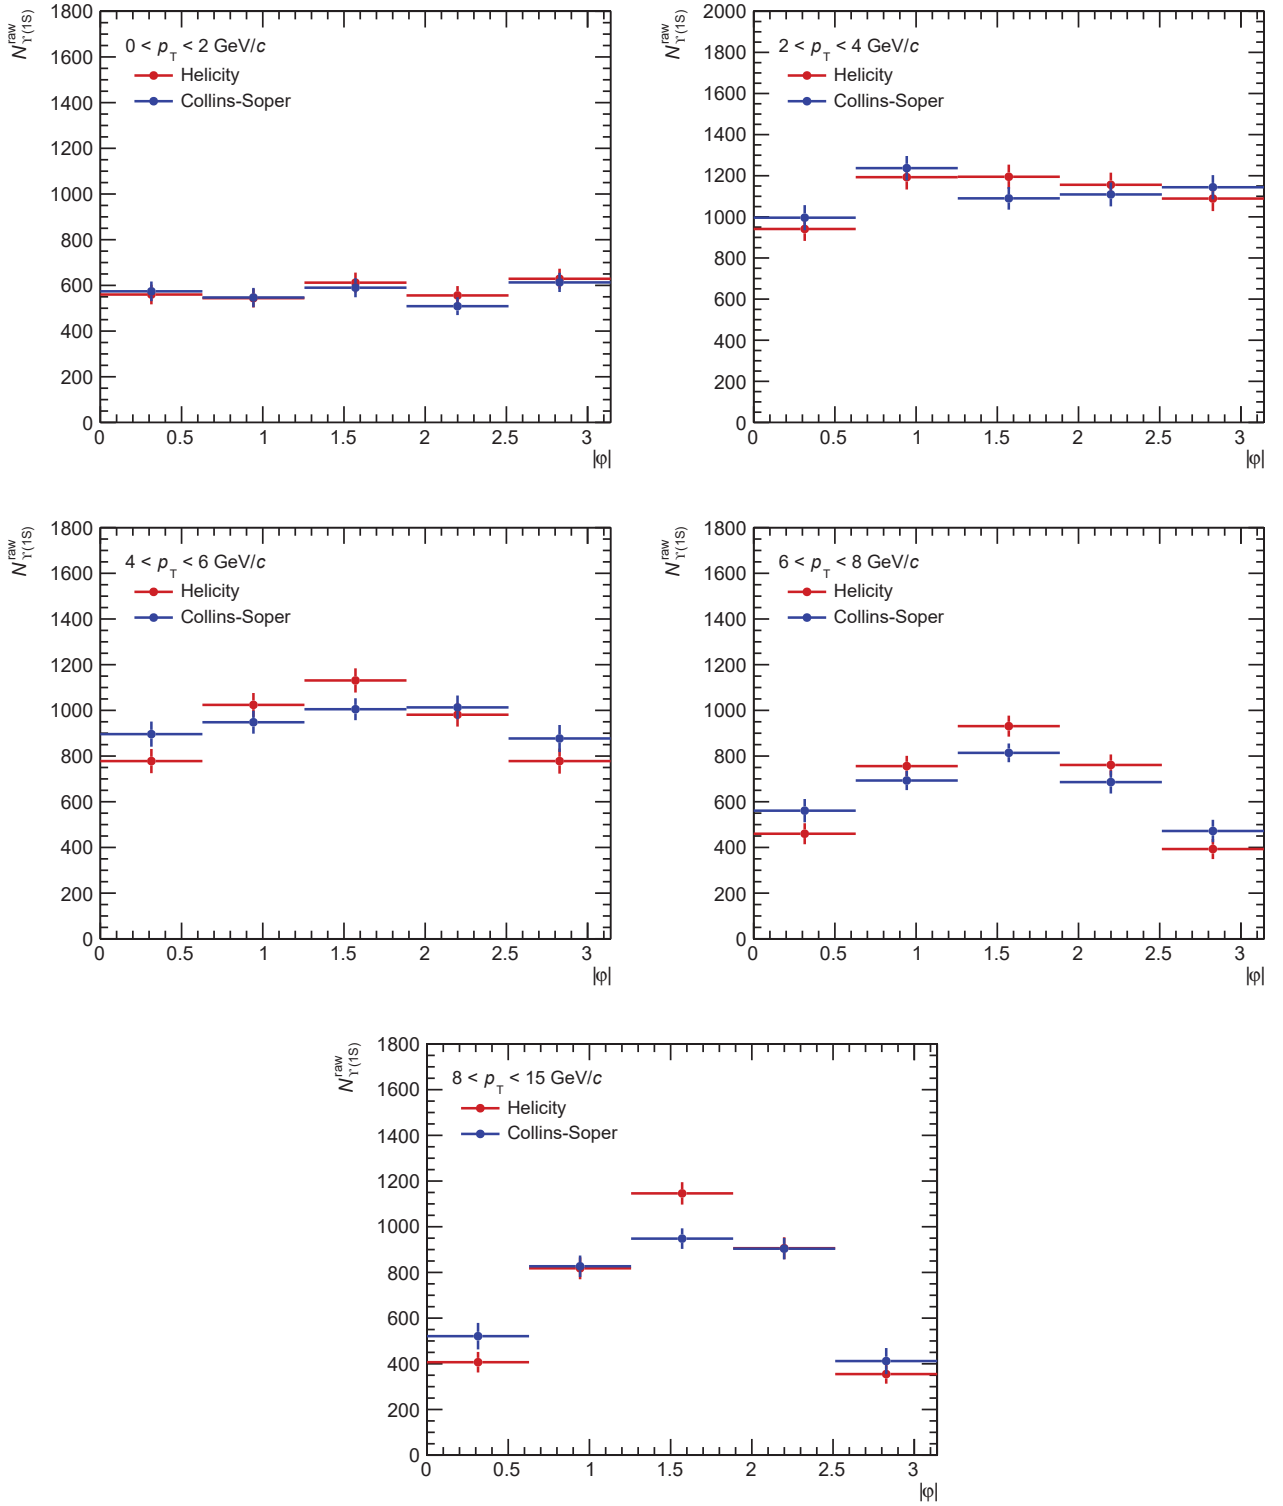 N^raw_ϒ(1S)
0 < p_T < 2 GeV/c
Helicity
Collins-Soper
1800
1600
1400
1200
1000
800
600
400
200
0
0 0.5 1 1.5 2 2.5 3
|φ|
N^raw_ϒ(1S)
2 < p_T < 4 GeV/c
Helicity
Collins-Soper
2000
1800
1600
1400
1200
1000
800
600
400
200
0
0 0.5 1 1.5 2 2.5 3
|φ|
N^raw_ϒ(1S)
4 < p_T < 6 GeV/c
Helicity
Collins-Soper
1800
1600
1400
1200
1000
800
600
400
200
0
0 0.5 1 1.5 2 2.5 3
|φ|
N^raw_ϒ(1S)
6 < p_T < 8 GeV/c
Helicity
Collins-Soper
1800
1600
1400
1200
1000
800
600
400
200
0
0 0.5 1 1.5 2 2.5 3
|φ|
N^raw_ϒ(1S)
8 < p_T < 15 GeV/c
Helicity
Collins-Soper
1800
1600
1400
1200
1000
800
600
400
200
0
0 0.5 1 1.5 2 2.5 3
|φ|